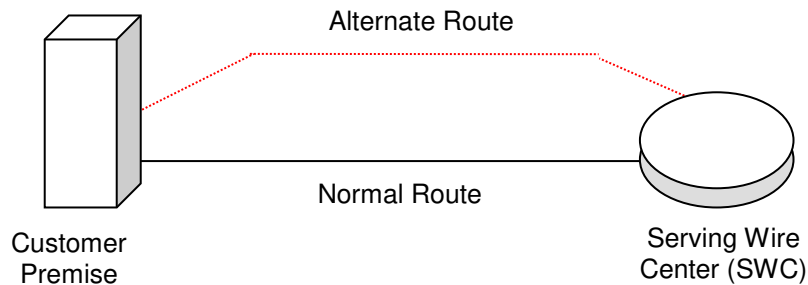 Alternate Route
Normal Route
Customer
Premise
Serving Wire
Center (SWC)